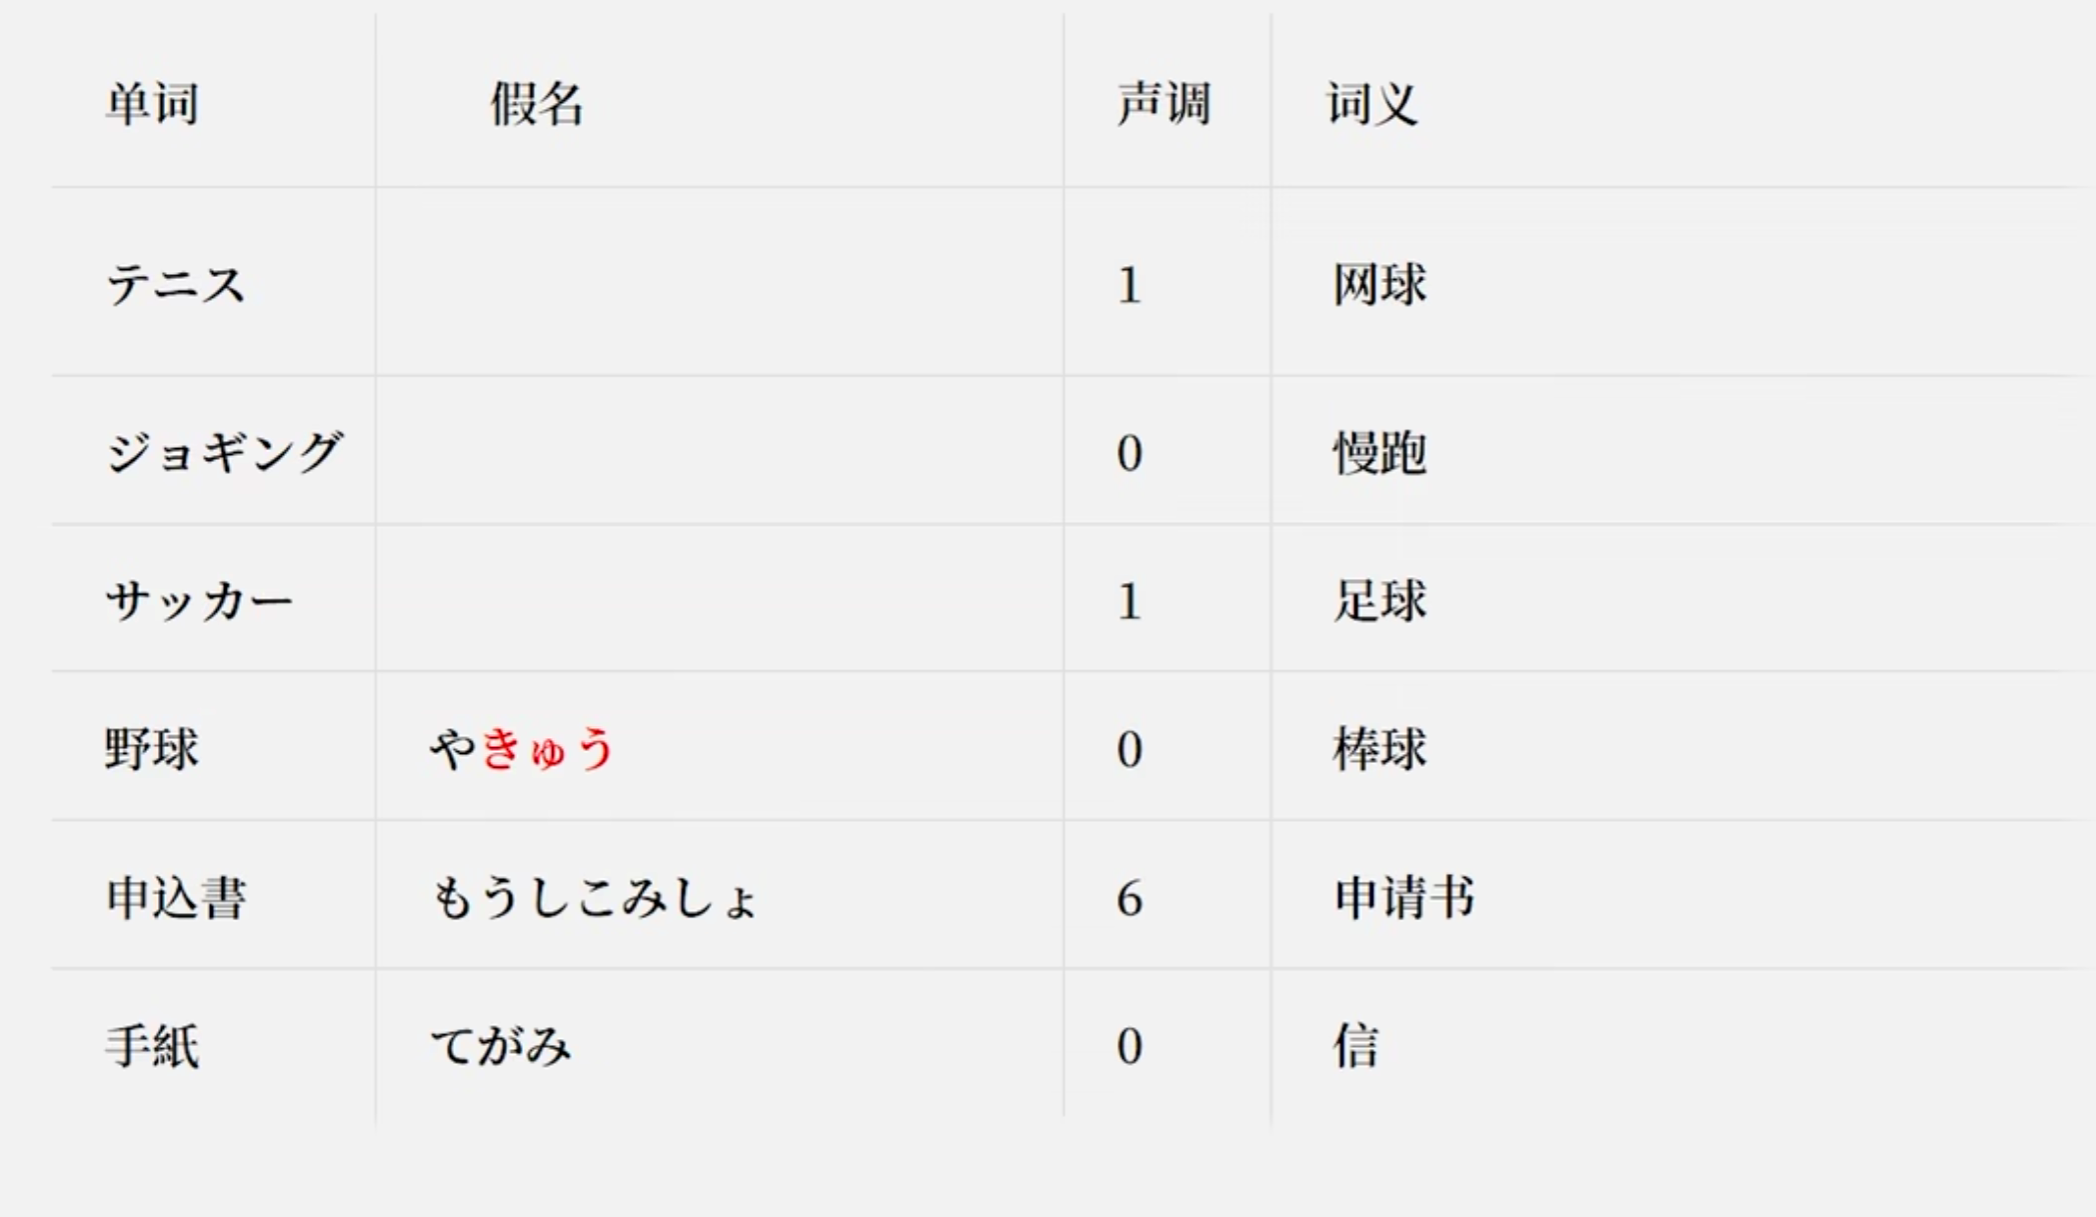 单词 假名 声调 词义
テニス 1 网球
ジョギング 0 慢跑
サッカー 1 足球
野球 やきゅう 0 棒球
申込書 もうしこみしょ 6 申请书
手紙 てがみ 0 信